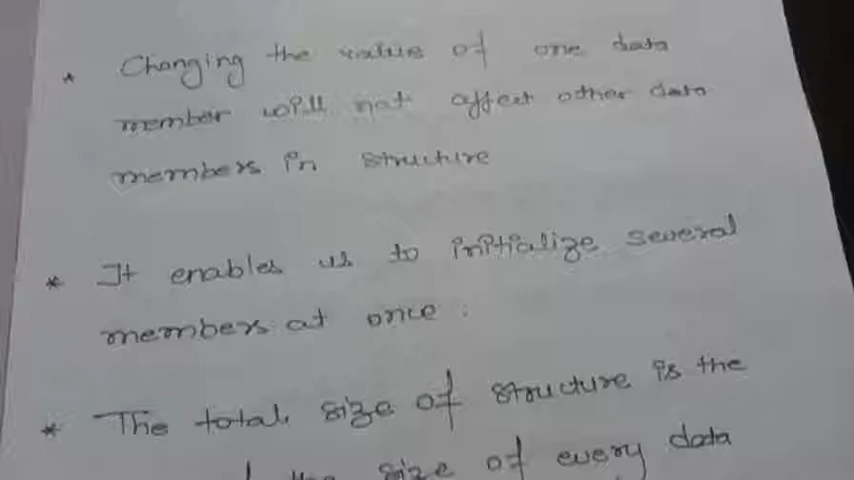 * Changing the value of one data
member will not affect other data
members in structure
* It enables us to initialize several
members at once.
* The total size of structure is the
the size of every data